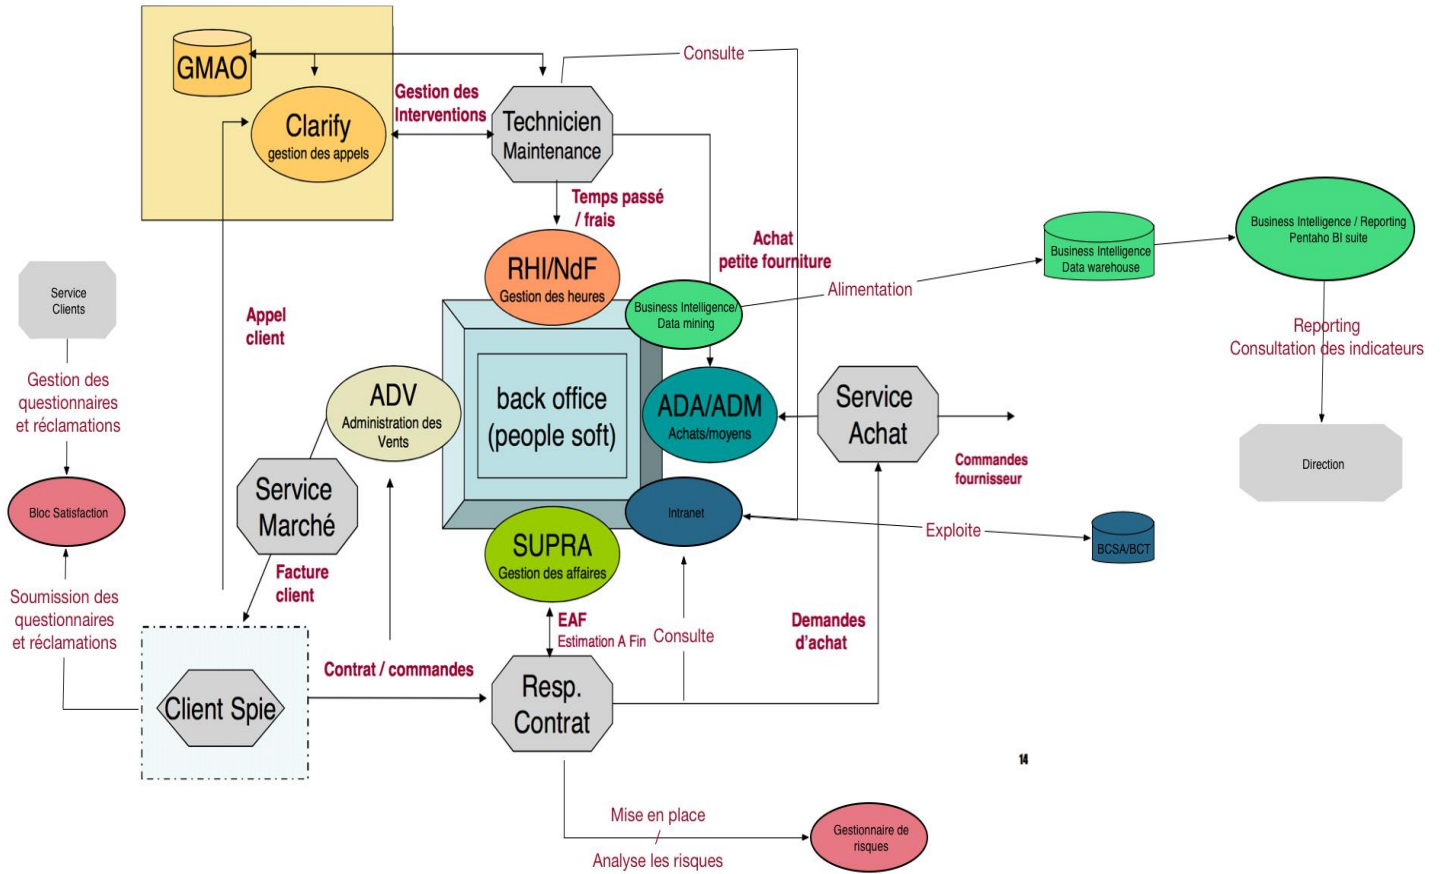 GMAO
Clarify
gestion des appels
Gestion des
Interventions
Technicien
Maintenance
Consulte
Temps passé
/ frais
Achat
petite fourniture
RHI/NdF
Gestion des heures
Business Intelligence/
Data mining
Alimentation
Business Intelligence
Data warehouse
Business Intelligence / Reporting
Pentaho BI suite
Reporting
Consultation des indicateurs
Direction
Service
Clients
Gestion des
questionnaires
et réclamations
Bloc Satisfaction
Soumission des
questionnaires
et réclamations
Appel
client
ADV
Administration des
Vents
back office
(people soft)
ADA/ADM
Achats/moyens
Service
Achat
Commandes
fournisseur
Service
Marché
Facture
client
SUPRA
Gestion des affaires
Intranet
Exploite
BCSA/BCT
EAF
Estimation A Fin
Consulte
Demandes
d'achat
Client Spie
Contrat / commandes
Resp.
Contrat
14
Mise en place
/
Analyse les risques
Gestionnaire de
risques